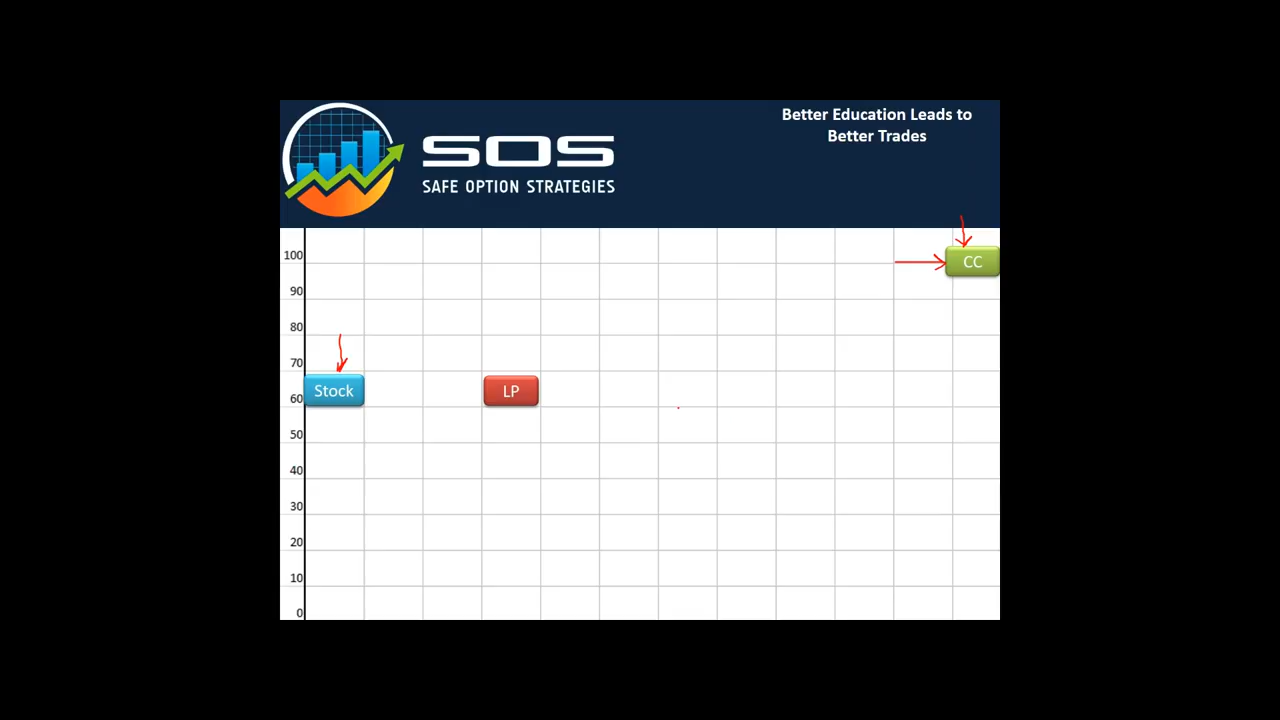 Better Education Leads to
Better Trades
SOS
SAFE OPTION STRATEGIES
100
CC
90
80
70
Stock
LP
60
50
40
30
20
10
0